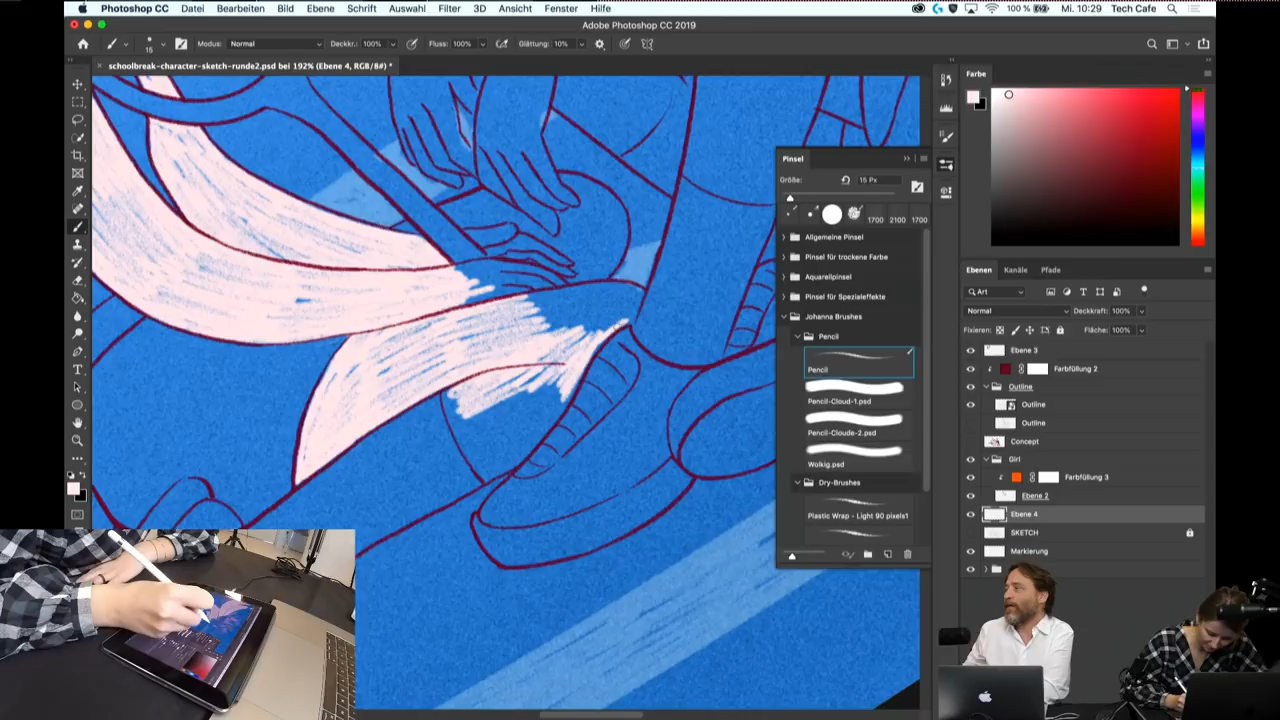 Photoshop CC Datei Bearbeiten Bild Ebene Schrift Auswahl Filter 3D Ansicht Fenster Hilfe 100 % Mi. 10:29 Tech Cafe
Adobe Photoshop CC 2019
15 Modus: Normal Deckkr.: 100% Fluss: 100% Glättung: 10%
schoolbreak-character-sketch-runde2.psd bei 192% (Ebene 4, RGB/8#) *
Farbe
Pinsel
Größe: 15 Px
1700 2100 1700
Allgemeine Pinsel
Pinsel für trockene Farbe
Aquarellpinsel
Pinsel für Spezialeffekte
Johanna Brushes
Pencil
Pencil
Pencil-Cloud-1.psd
Pencil-Cloude-2.psd
Wolkig.psd
Dry-Brushes
Plastic Wrap - Light 90 pixels1
Ebenen Kanäle Pfade
Art
Normal Deckkraft: 100%
Fixieren: Fläche: 100%
Ebene 3
Farbfüllung 2
Outline
Outline
Outline
Concept
Girl
Farbfüllung 3
Ebene 2
Ebene 4
SKETCH
Markierung